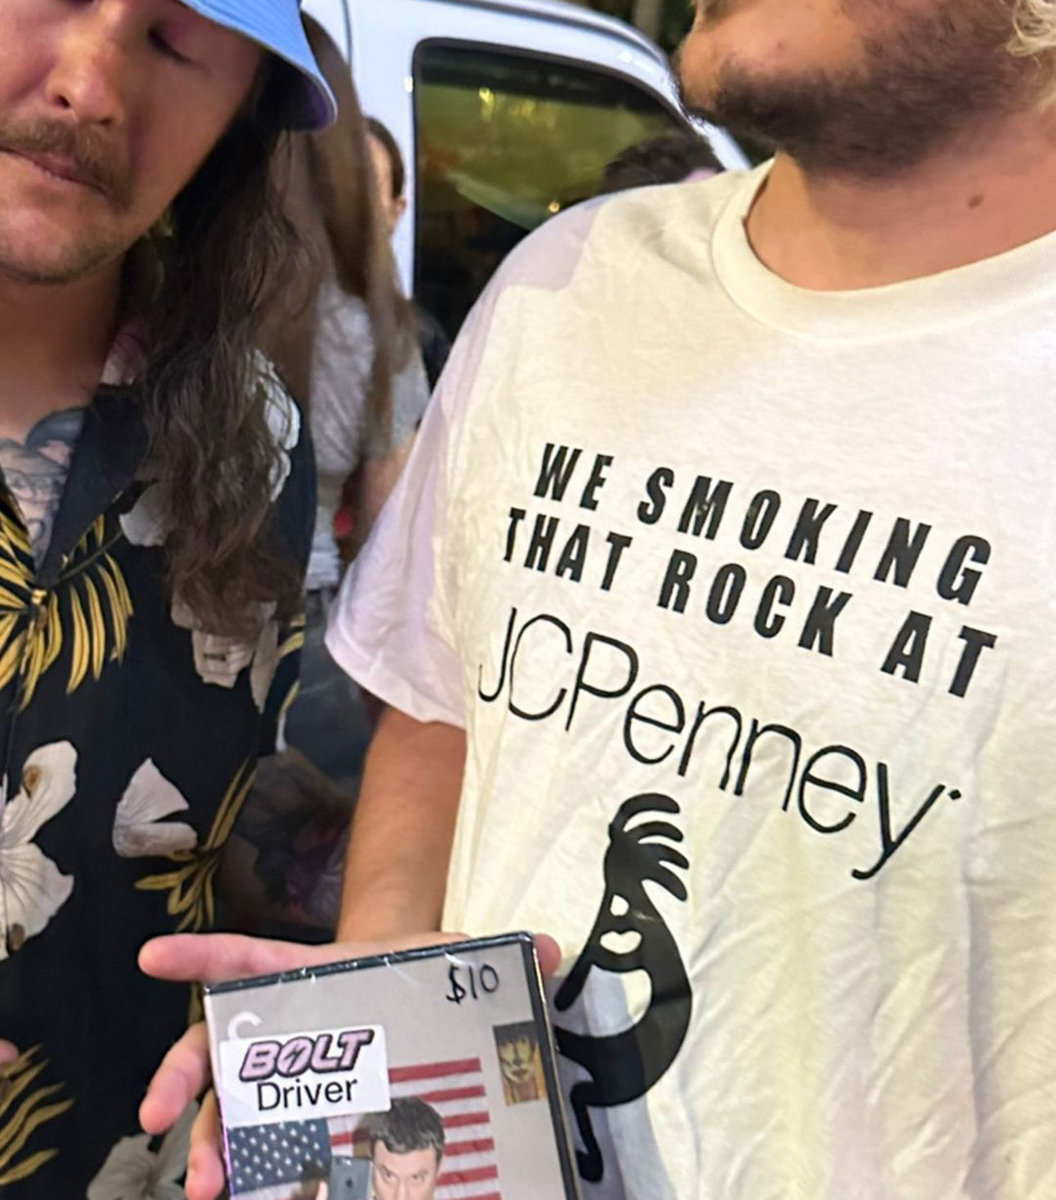 WE SMOKING
THAT ROCK AT
JCPenney
$10
BOLT
Driver